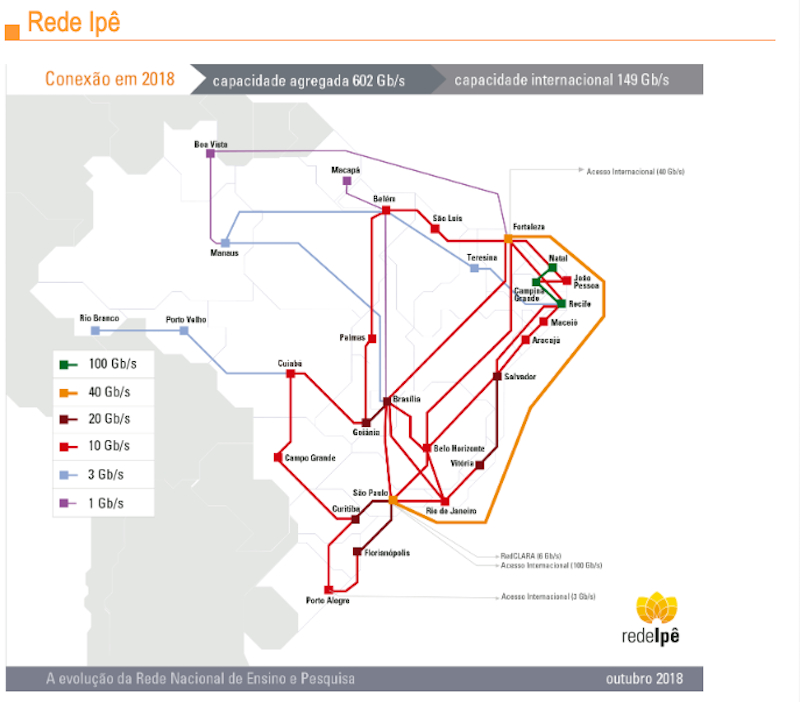 Rede Ipê
Conexão em 2018
capacidade agregada 602 Gb/s
capacidade internacional 149 Gb/s
Boa Vista
Macapá
Acesso Internacional (40 Gb/s)
Belém
São Luís
Fortaleza
Manaus
Teresina
Natal
João
Pessoa
Campina
Grande
Recife
Rio Branco
Porto Velho
Maceió
Palmas
Aracajú
100 Gb/s
Cuiabá
Salvador
40 Gb/s
Brasília
20 Gb/s
Goiânia
10 Gb/s
Belo Horizonte
Campo Grande
Vitória
3 Gb/s
São Paulo
1 Gb/s
Curitiba
Rio de Janeiro
Florianópolis
RedCLARA (6 Gb/s)
Acesso Internacional (100 Gb/s)
Porto Alegre
Acesso Internacional (3 Gb/s)
redeIpê
A evolução da Rede Nacional de Ensino e Pesquisa
outubro 2018